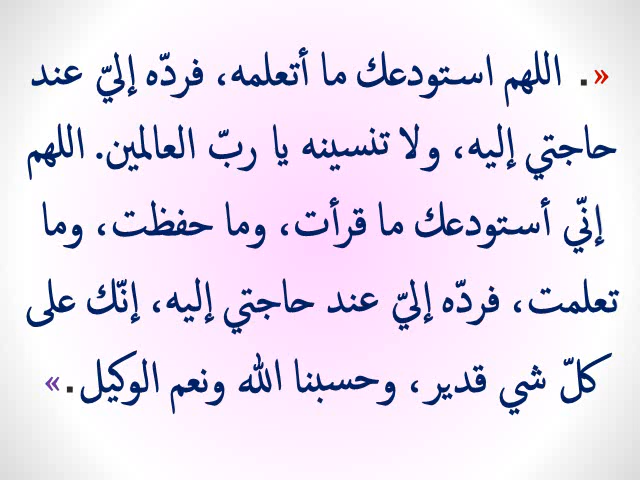 «. اللهم استودعك ما أتعلمه، فردّه إليّ عند
حاجتي إليه، ولا تنسينه يا ربّ العالمين. اللهم
إنّي أستودعك ما قرأت، وما حفظت، وما
تعلمت، فردّه إليّ عند حاجتي إليه، إنّك على
كلّ شي قدير، وحسبنا الله ونعم الوكيل.»